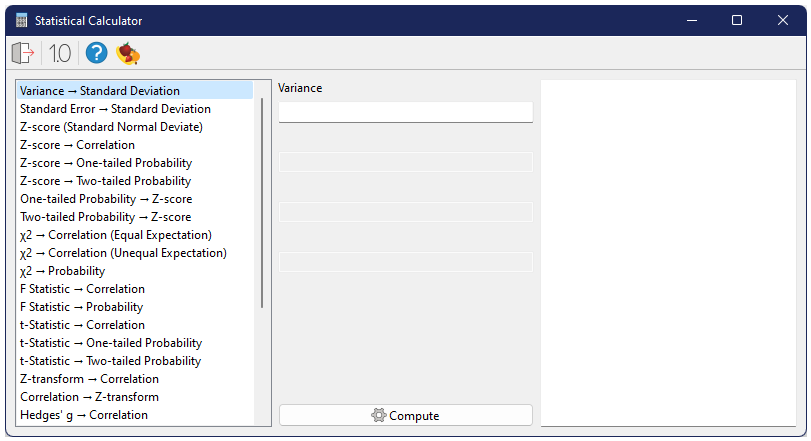 Statistical Calculator
1.0
?
Variance → Standard Deviation
Standard Error → Standard Deviation
Z-score (Standard Normal Deviate)
Z-score → Correlation
Z-score → One-tailed Probability
Z-score → Two-tailed Probability
One-tailed Probability → Z-score
Two-tailed Probability → Z-score
χ2 → Correlation (Equal Expectation)
χ2 → Correlation (Unequal Expectation)
χ2 → Probability
F Statistic → Correlation
F Statistic → Probability
t-Statistic → Correlation
t-Statistic → One-tailed Probability
t-Statistic → Two-tailed Probability
Z-transform → Correlation
Correlation → Z-transform
Hedges' g → Correlation
Variance
Compute